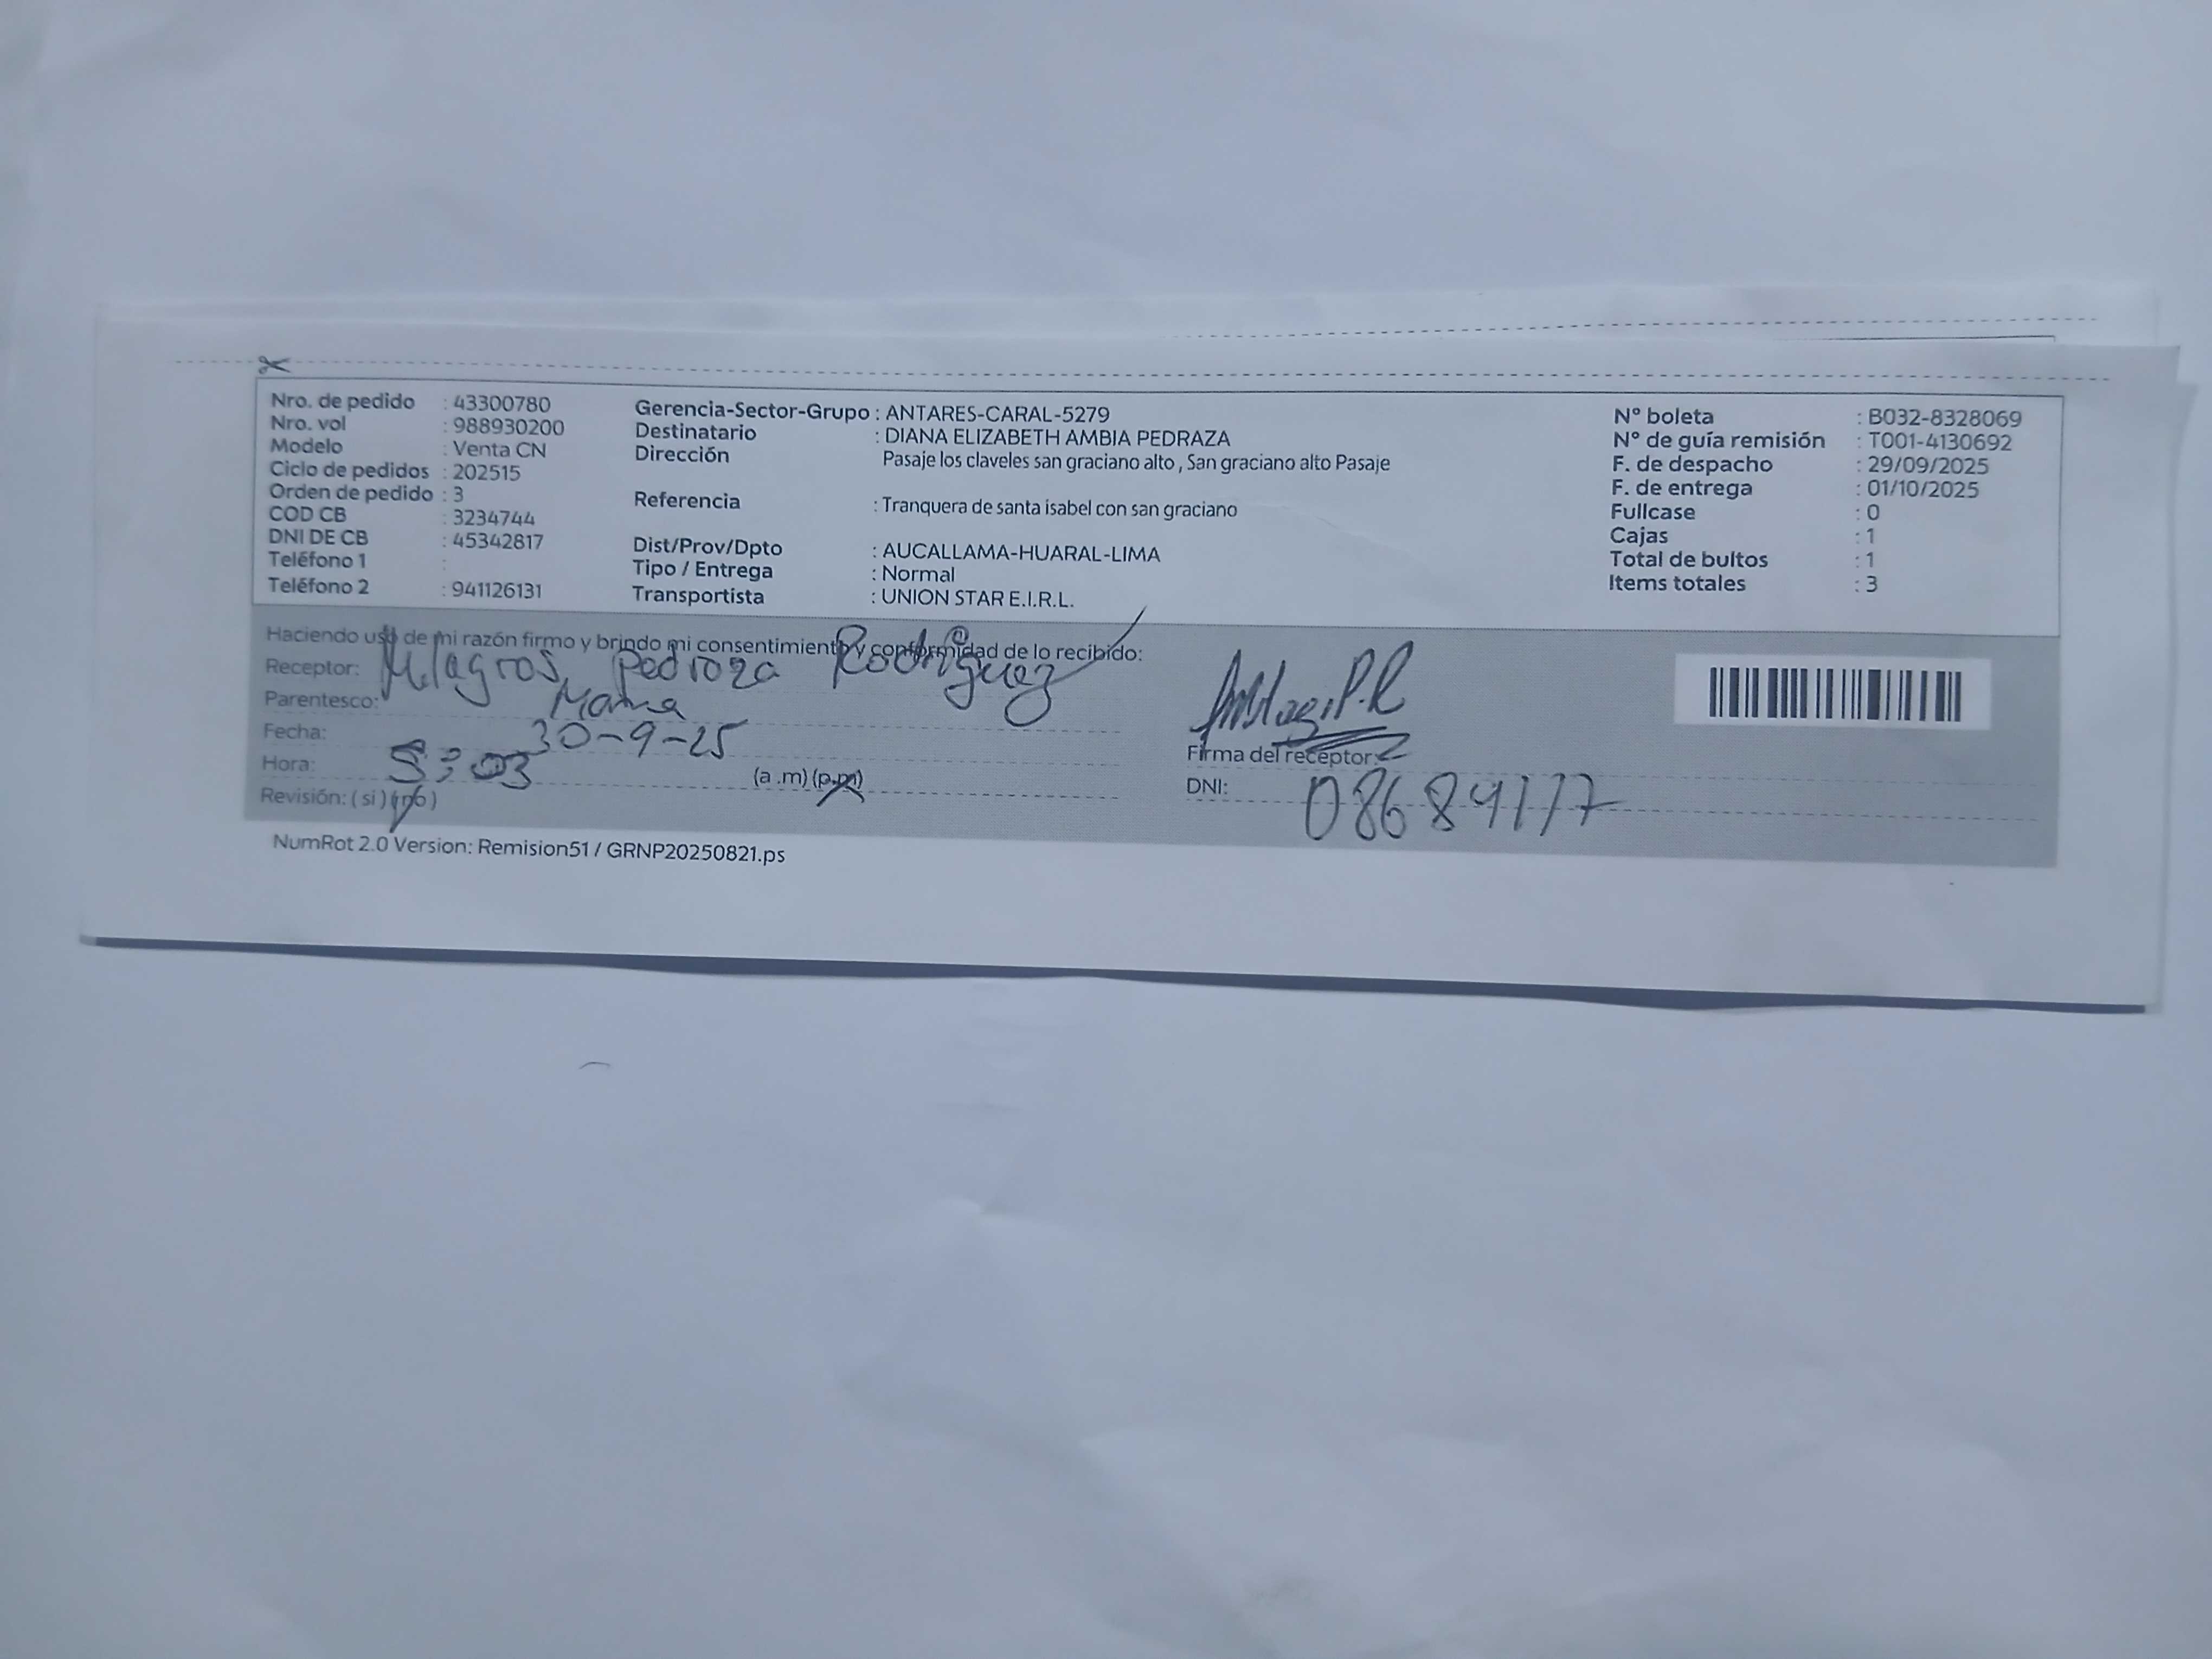 Nro. de pedido : 43300780
Nro. vol : 988930200
Modelo : Venta CN
Ciclo de pedidos : 202515
Orden de pedido : 3
COD CB : 3234744
DNI DE CB : 45342817
Teléfono 1 :
Teléfono 2 : 941126131
Gerencia-Sector-Grupo : ANTARES-CARAL-5279
Destinatario : DIANA ELIZABETH AMBIA PEDRAZA
Dirección Pasaje los claveles san graciano alto , San graciano alto Pasaje
Referencia : Tranquera de santa isabel con san graciano
Dist/Prov/Dpto : AUCALLAMA-HUARAL-LIMA
Tipo / Entrega : Normal
Transportista : UNION STAR E.I.R.L.
N° boleta : B032-8328069
N° de guía remisión : T001-4130692
F. de despacho : 29/09/2025
F. de entrega : 01/10/2025
Fullcase : 0
Cajas : 1
Total de bultos : 1
Items totales : 3
Haciendo uso de mi razón firmo y brindo mi consentimiento y conformidad de lo recibido:
Receptor: Milagros Pedroza Rodriguez
Parentesco: Mama
Fecha: 30-9-25
Hora: 5:03 (a .m) (p.m)
Revisión: ( si ) (no )
Firma del receptor:
DNI: 08689117
NumRot 2.0 Version: Remision51 / GRNP20250821.ps